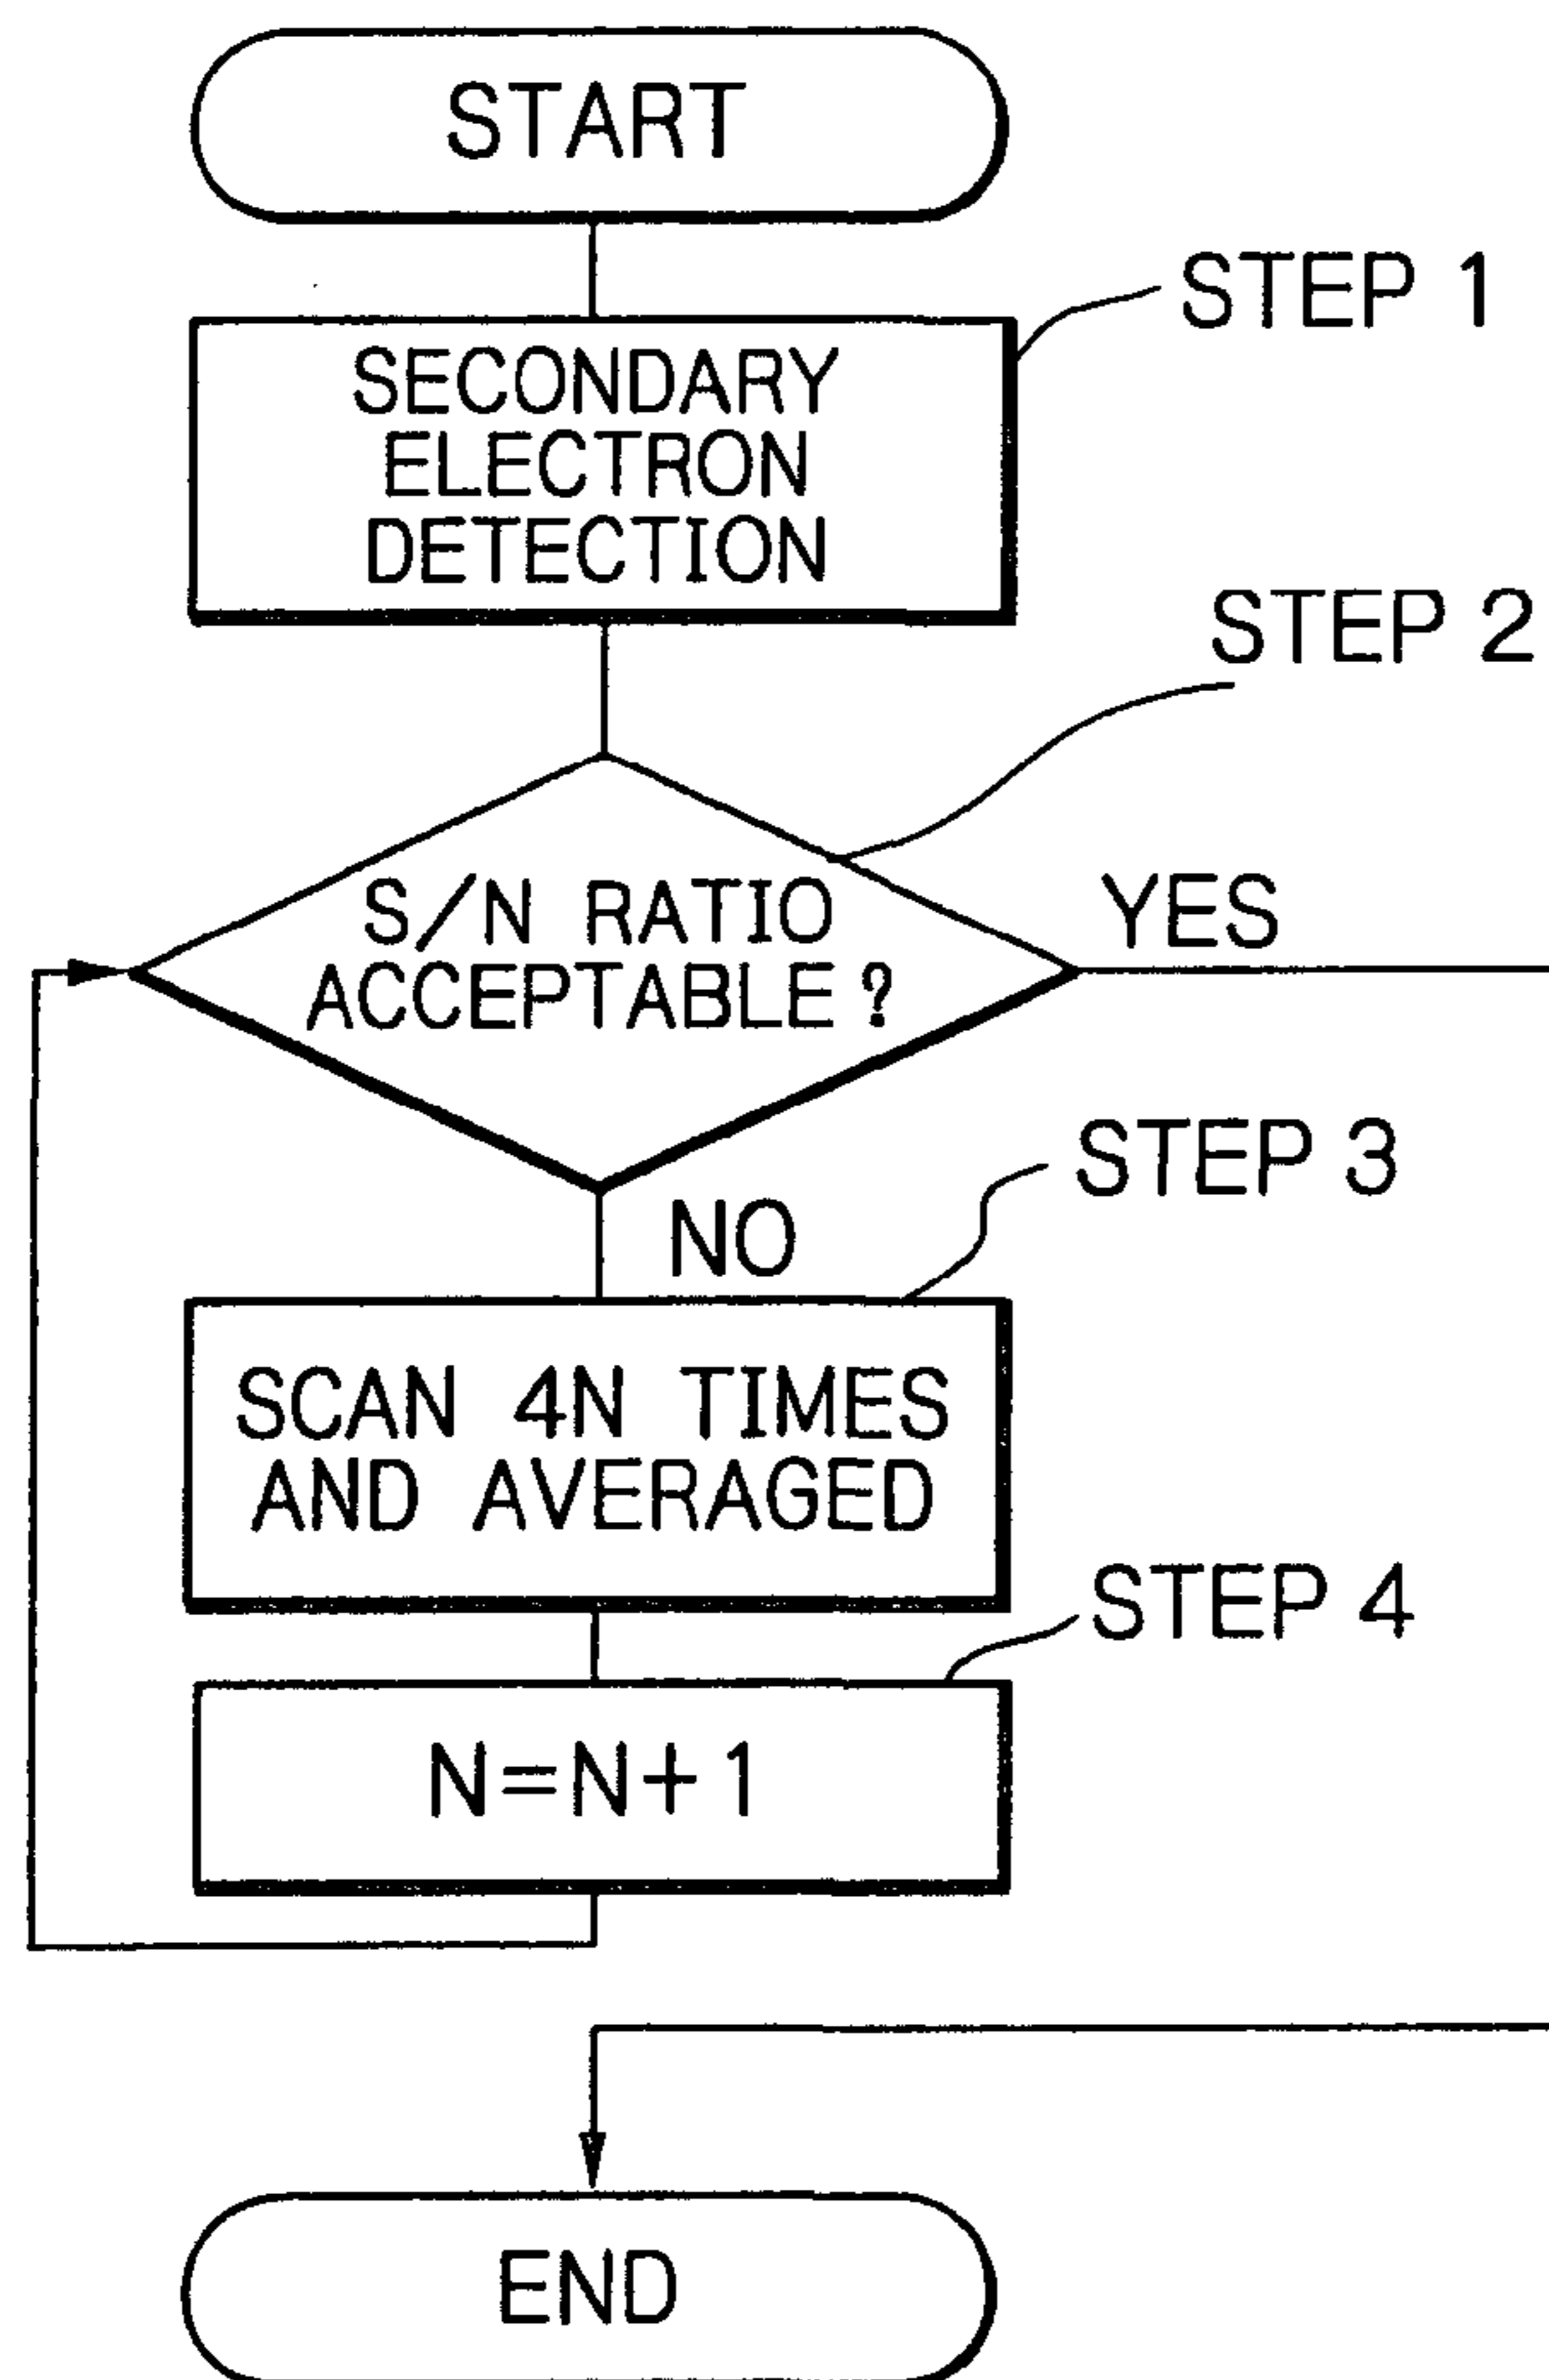 START
STEP 1
SECONDARY
ELECTRON
DETECTION
STEP 2
S/N RATIO
ACCEPTABLE?
YES
NO
STEP 3
SCAN 4N TIMES
AND AVERAGED
STEP 4
N=N+1
END